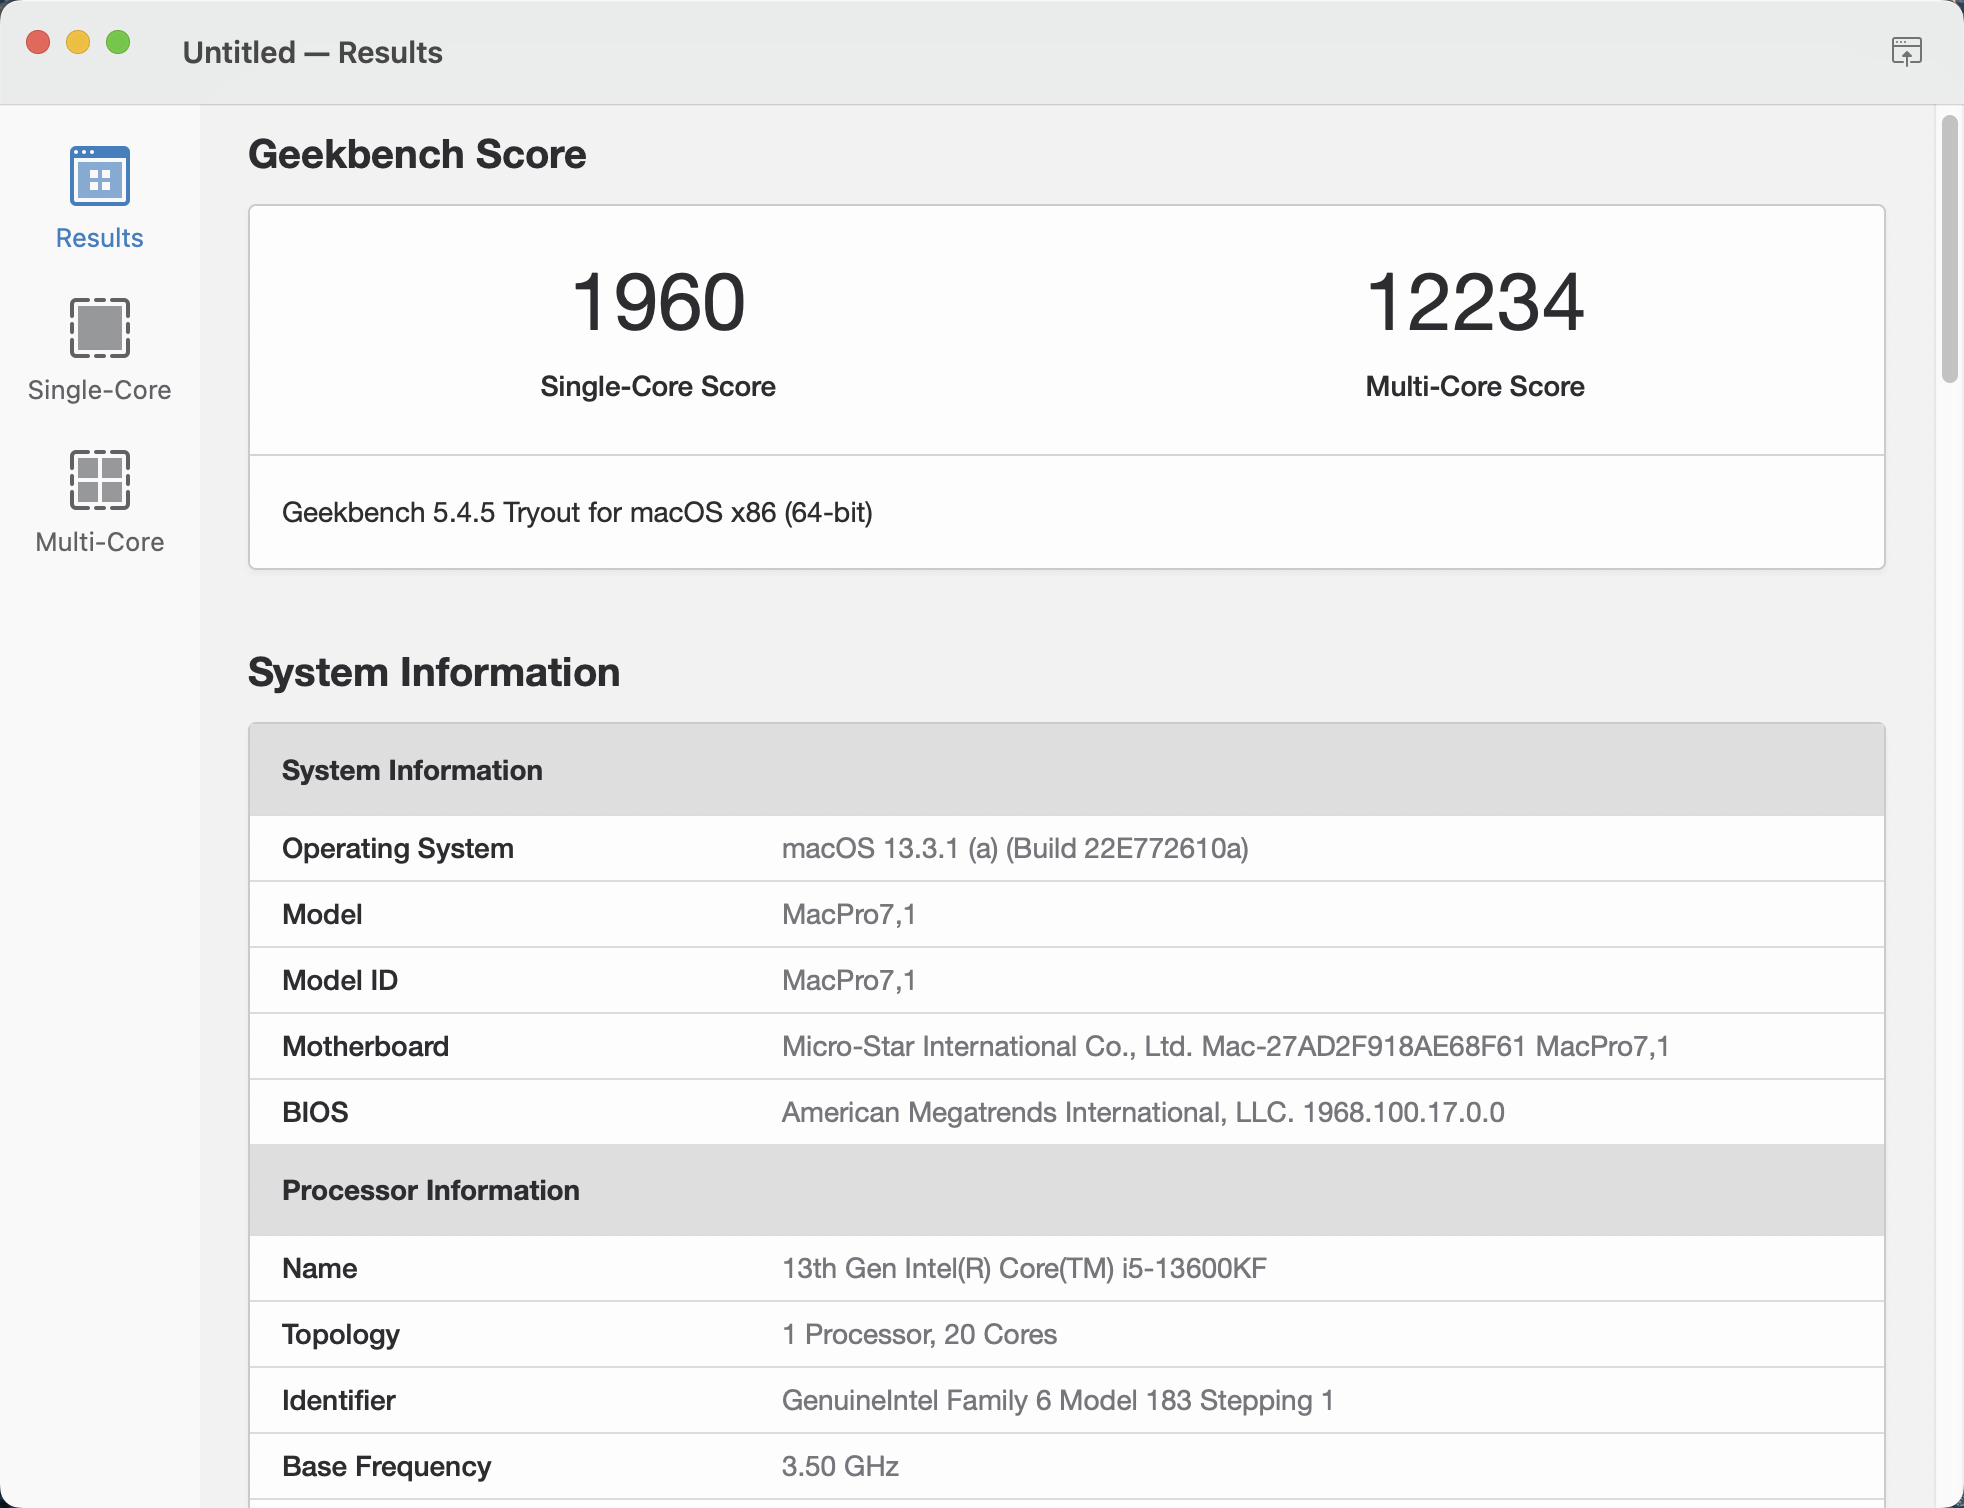 Untitled — Results
Results
Single-Core
Multi-Core
Geekbench Score
1960
Single-Core Score
12234
Multi-Core Score
Geekbench 5.4.5 Tryout for macOS x86 (64-bit)
System Information
System Information
Operating System macOS 13.3.1 (a) (Build 22E772610a)
Model MacPro7,1
Model ID MacPro7,1
Motherboard Micro-Star International Co., Ltd. Mac-27AD2F918AE68F61 MacPro7,1
BIOS American Megatrends International, LLC. 1968.100.17.0.0
Processor Information
Name 13th Gen Intel(R) Core(TM) i5-13600KF
Topology 1 Processor, 20 Cores
Identifier GenuineIntel Family 6 Model 183 Stepping 1
Base Frequency 3.50 GHz